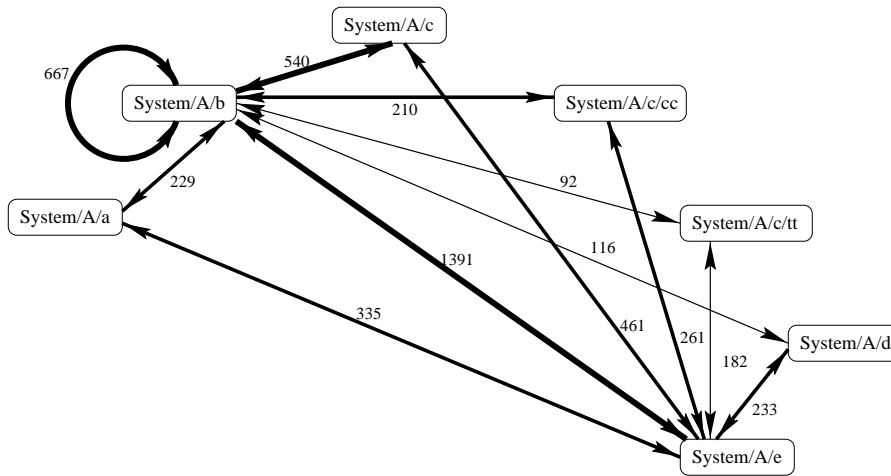 System/A/c
540
667
System/A/b
210
System/A/c/cc
229
92
System/A/a
System/A/c/tt
116
1391
335
461
261
System/A/d
182
233
System/A/e